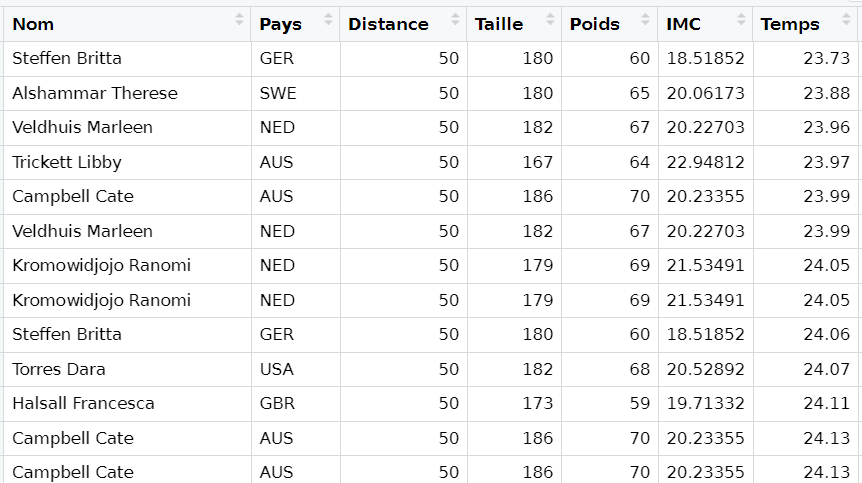 Nom Pays Distance Taille Poids IMC Temps
Steffen Britta GER 50 180 60 18.51852 23.73
Alshammar Therese SWE 50 180 65 20.06173 23.88
Veldhuis Marleen NED 50 182 67 20.22703 23.96
Trickett Libby AUS 50 167 64 22.94812 23.97
Campbell Cate AUS 50 186 70 20.23355 23.99
Veldhuis Marleen NED 50 182 67 20.22703 23.99
Kromowidjojo Ranomi NED 50 179 69 21.53491 24.05
Kromowidjojo Ranomi NED 50 179 69 21.53491 24.05
Steffen Britta GER 50 180 60 18.51852 24.06
Torres Dara USA 50 182 68 20.52892 24.07
Halsall Francesca GBR 50 173 59 19.71332 24.11
Campbell Cate AUS 50 186 70 20.23355 24.13
Campbell Cate AUS 50 186 70 20.23355 24.13